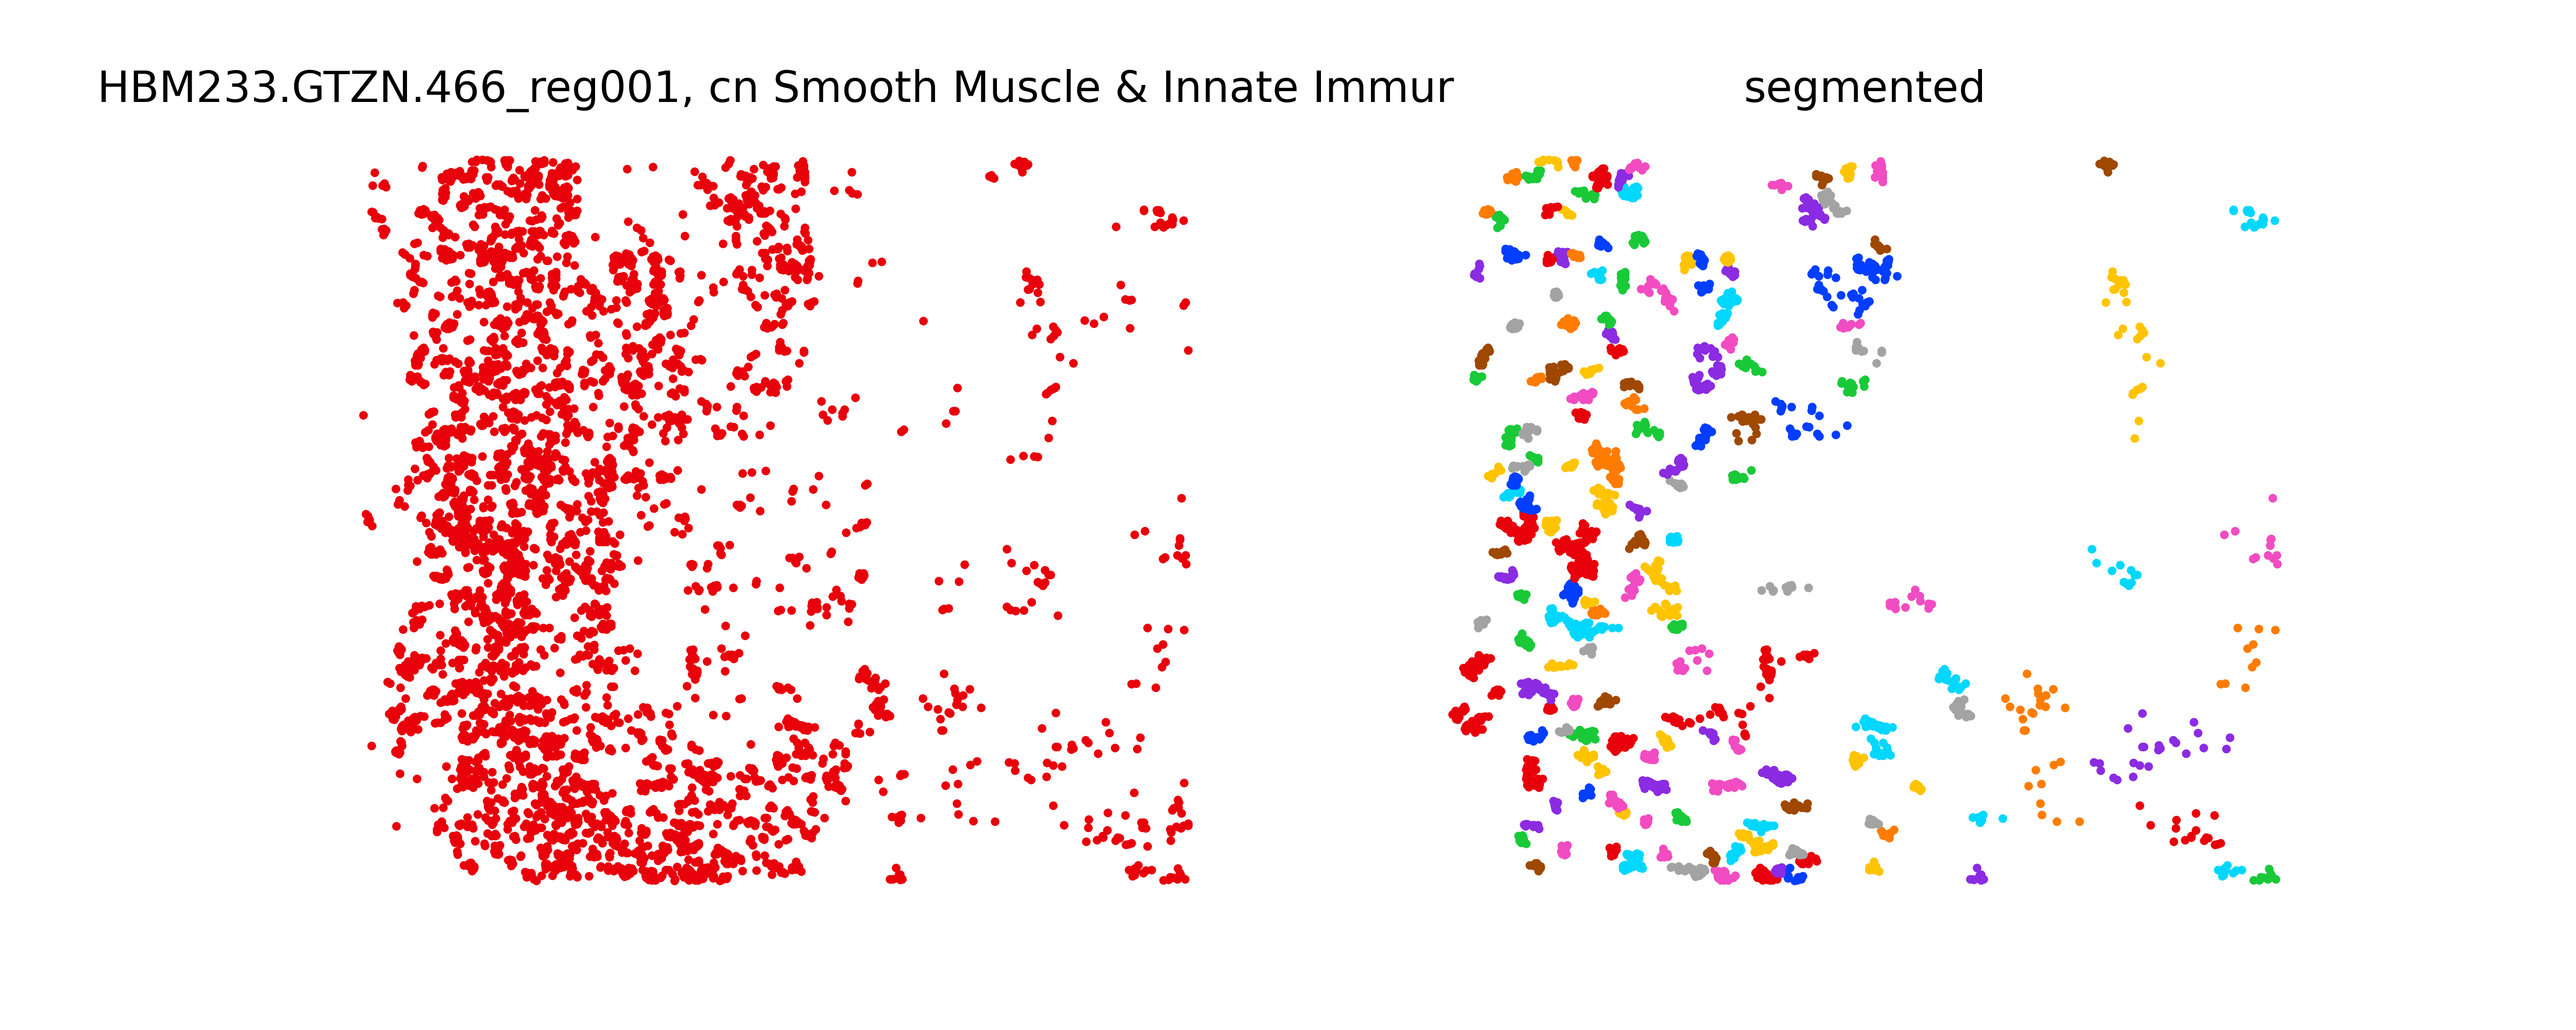 HBM233.GTZN.466_reg001, cn Smooth Muscle & Innate Immur
segmented